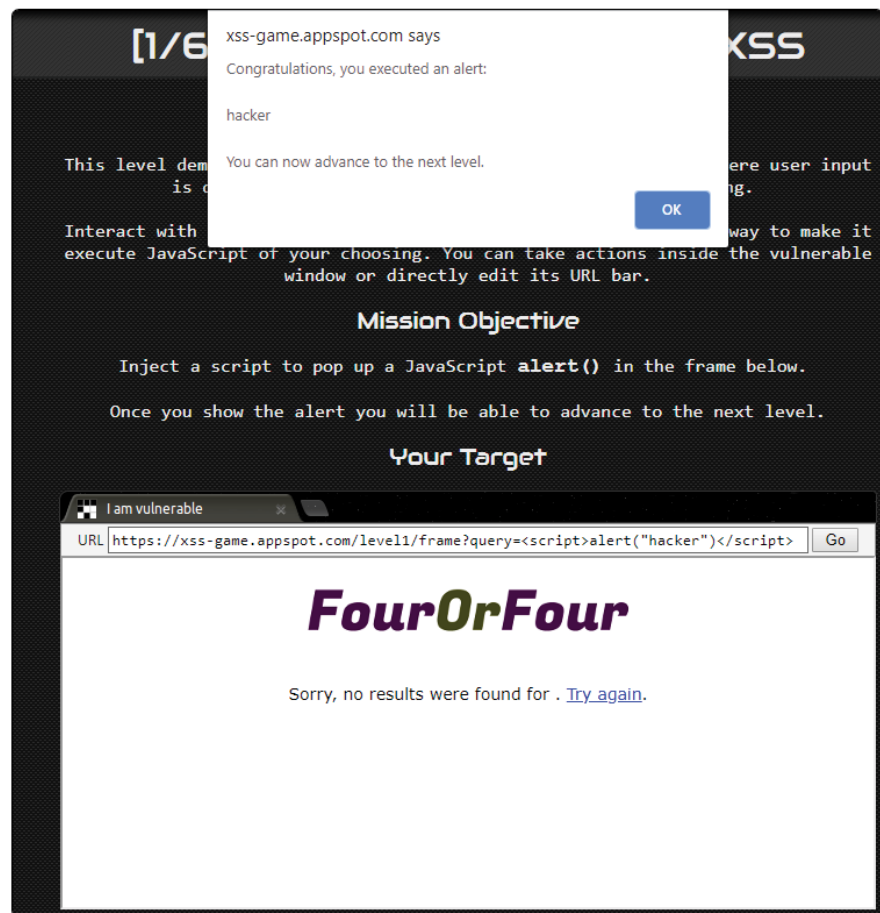 [1/6
XSS
xss-game.appspot.com says
Congratulations, you executed an alert:
hacker
You can now advance to the next level.
OK
This level dem
ere user input
is
ng.
Interact with
way to make it
execute JavaScript of your choosing. You can take actions inside the vulnerable
window or directly edit its URL bar.
Mission Objective
Inject a script to pop up a JavaScript alert() in the frame below.
Once you show the alert you will be able to advance to the next level.
Your Target
I am vulnerable
URL https://xss-game.appspot.com/level1/frame?query=<script>alert("hacker")</script> Go
FourOrFour
Sorry, no results were found for . Try again.